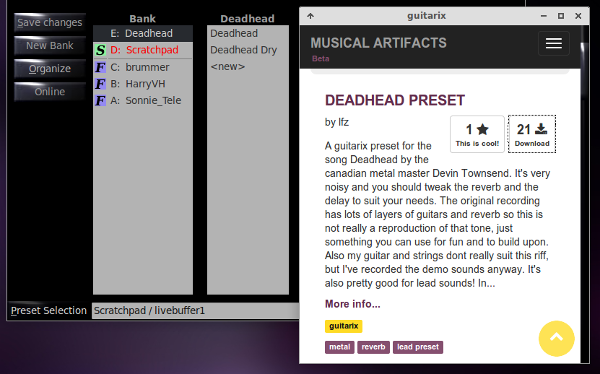 Save changes
New Bank
Organize
Online
Bank
E: Deadhead
S D: Scratchpad
F C: brummer
F B: HarryVH
F A: Sonnie_Tele
Deadhead
Deadhead
Deadhead Dry
<new>
Preset Selection
Scratchpad / livebuffer1
guitarix
MUSICAL ARTIFACTS
Beta
DEADHEAD PRESET
by lfz
1
This is cool!
21
Download
A guitarix preset for the
song Deadhead by the
canadian metal master Devin Townsend. It's very
noisy and you should tweak the reverb and the
delay to suit your needs. The original recording
has lots of layers of guitars and reverb so this is
not really a reproduction of that tone, just
something you can use for fun and to build upon.
Also my guitar and strings dont really suit this riff,
but I've recorded the demo sounds anyway. It's
also pretty good for lead sounds! In...
More info...
guitarix
metal reverb lead preset